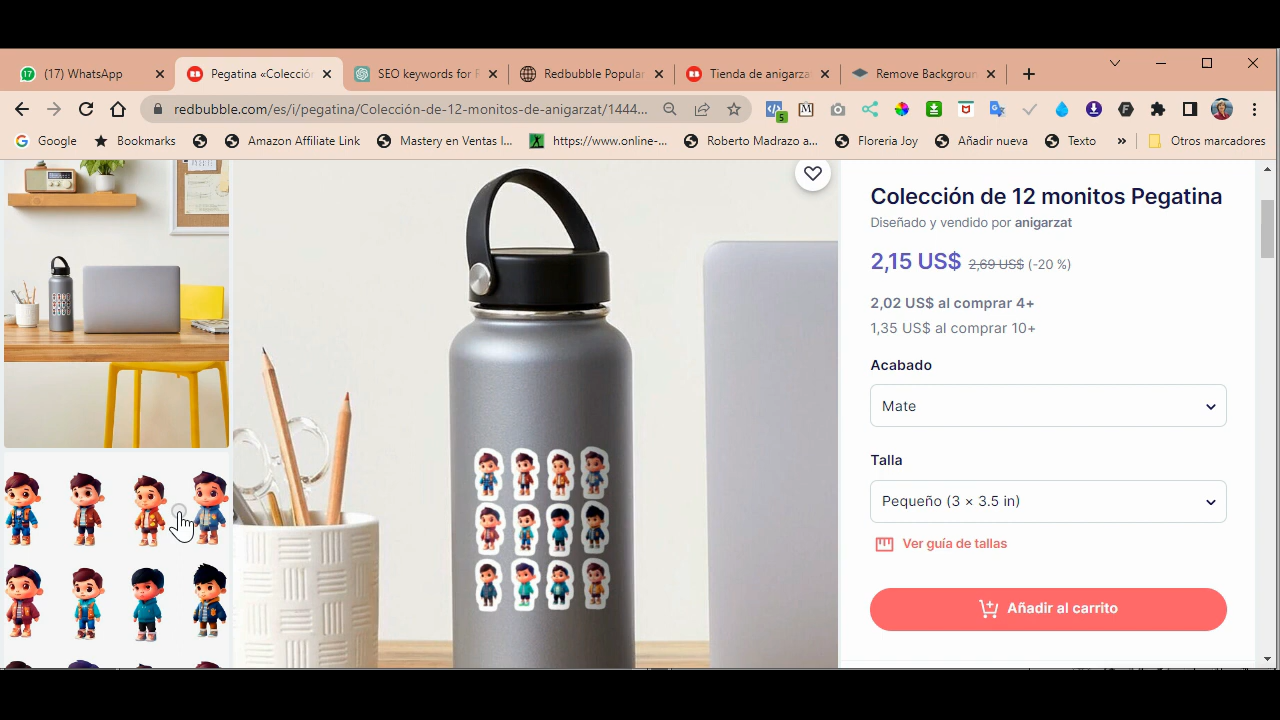 17
(17) WhatsApp
Pegatina «Colecció
SEO keywords for F
Redbubble Popular
Tienda de anigarza
Remove Backgroun
redbubble.com/es/i/pegatina/Colección-de-12-monitos-de-anigarzat/1444...
5
Google
Bookmarks
Amazon Affiliate Link
Mastery en Ventas I...
https://www.online-...
Roberto Madrazo a...
Floreria Joy
Añadir nueva
Texto
»
Otros marcadores
Colección de 12 monitos Pegatina
Diseñado y vendido por anigarzat
2,15 US$ 2,69 US$ (-20 %)
2,02 US$ al comprar 4+
1,35 US$ al comprar 10+
Acabado
Mate
Talla
Pequeño (3 × 3.5 in)
Ver guía de tallas
Añadir al carrito